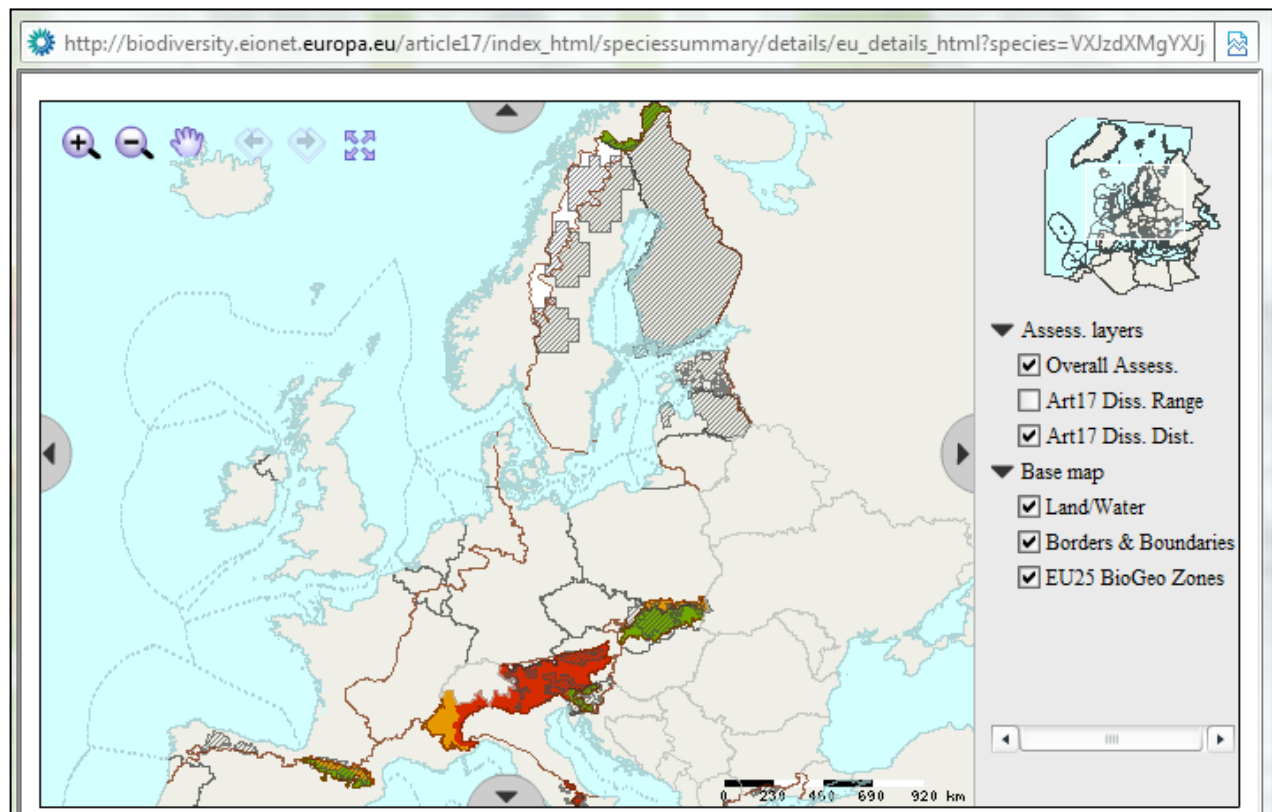 http://biodiversity.eionet.europa.eu/article17/index_html/speciessummary/details/eu_details_html?species=VXJzdXMgYXJj
Assess. layers
Overall Assess.
Art17 Diss. Range
Art17 Diss. Dist.
Base map
Land/Water
Borders & Boundaries
EU25 BioGeo Zones
0 230 460 690 920 km